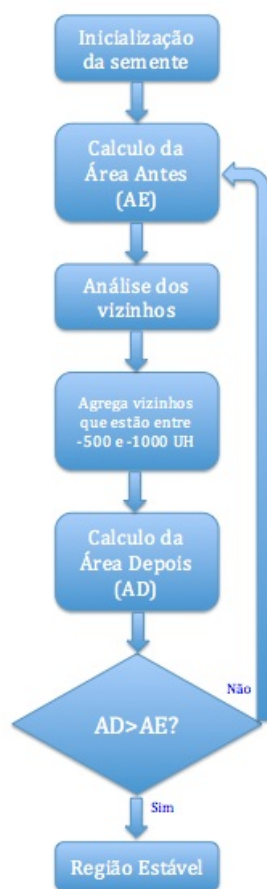 Inicialização
da semente
Calculo da
Área Antes
(AE)
Análise dos
vizinhos
Agrega vizinhos
que estão entre
-500 e -1000 UH
Calculo da
Área Depois
(AD)
AD>AE?
Não
Sim
Região Estável